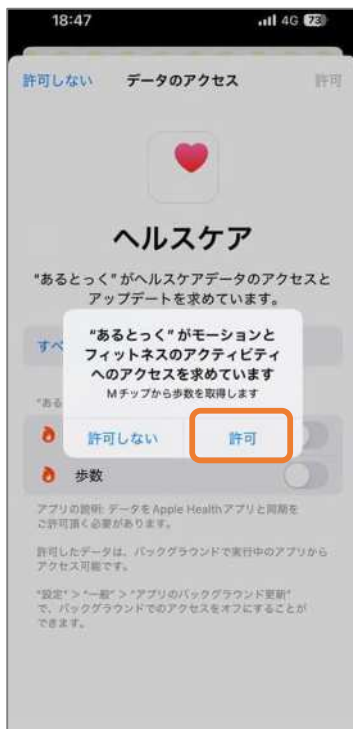 18:47
4G 73
許可しない データのアクセス 許可
ヘルスケア
"あるとっく"がヘルスケアデータのアクセスと
アップデートを求めています。
"あるとっく"がモーションと
フィットネスのアクティビティ
へのアクセスを求めています
Mチップから歩数を取得します
すべ
"ある
許可しない 許可
歩数
アプリの説明: データをApple Healthアプリと同期を
ご許可頂く必要があります。
許可したデータは、バックグラウンドで実行中のアプリから
アクセス可能です。
"設定">"一般">"アプリのバックグラウンド更新"
で、バックグラウンドでのアクセスをオフにすることが
できます。